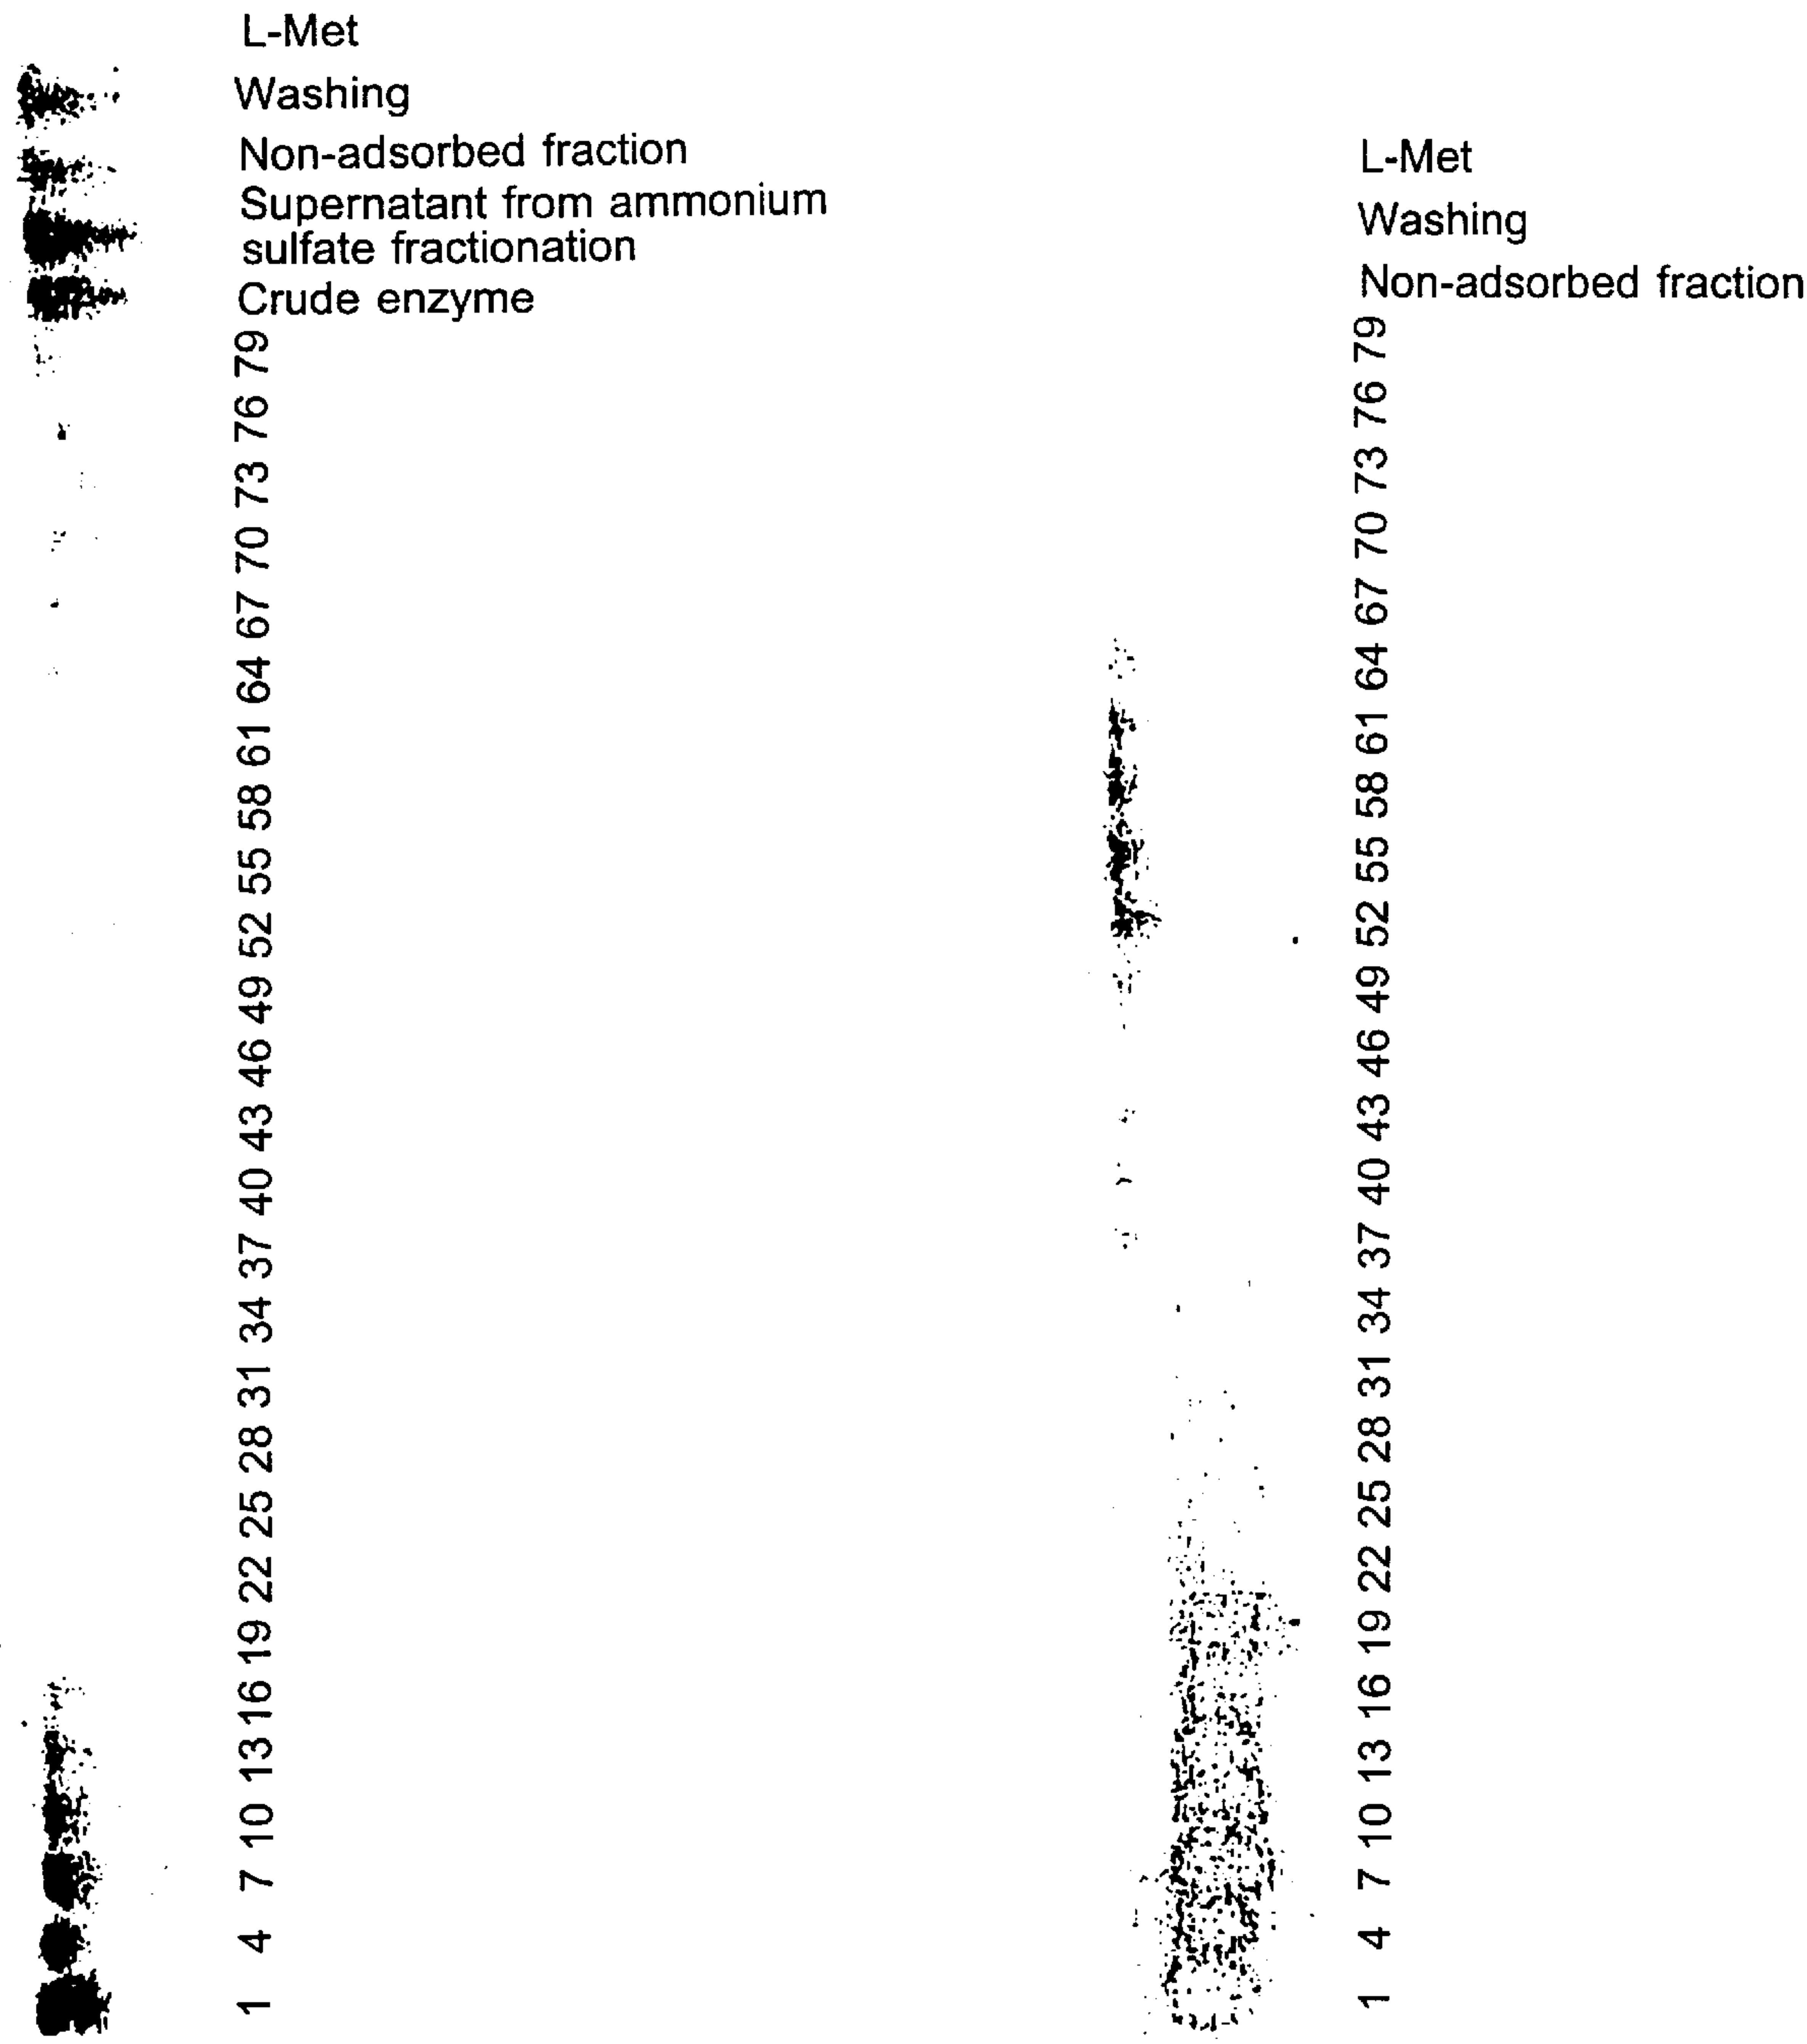 L-Met
Washing
Non-adsorbed fraction
Supernatant from ammonium
sulfate fractionation
Crude enzyme
1 4 7 10 13 16 19 22 25 28 31 34 37 40 43 46 49 52 55 58 61 64 67 70 73 76 79
L-Met
Washing
Non-adsorbed fraction
1 4 7 10 13 16 19 22 25 28 31 34 37 40 43 46 49 52 55 58 61 64 67 70 73 76 79